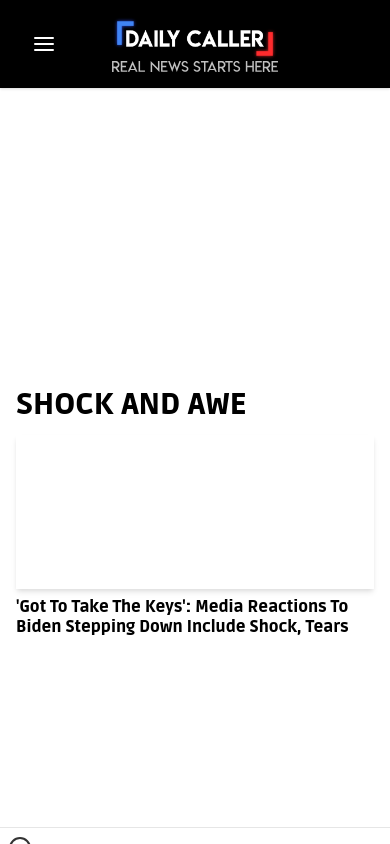 DAILY CALLER
REAL NEWS STARTS HERE
SHOCK AND AWE
'Got To Take The Keys': Media Reactions To
Biden Stepping Down Include Shock, Tears